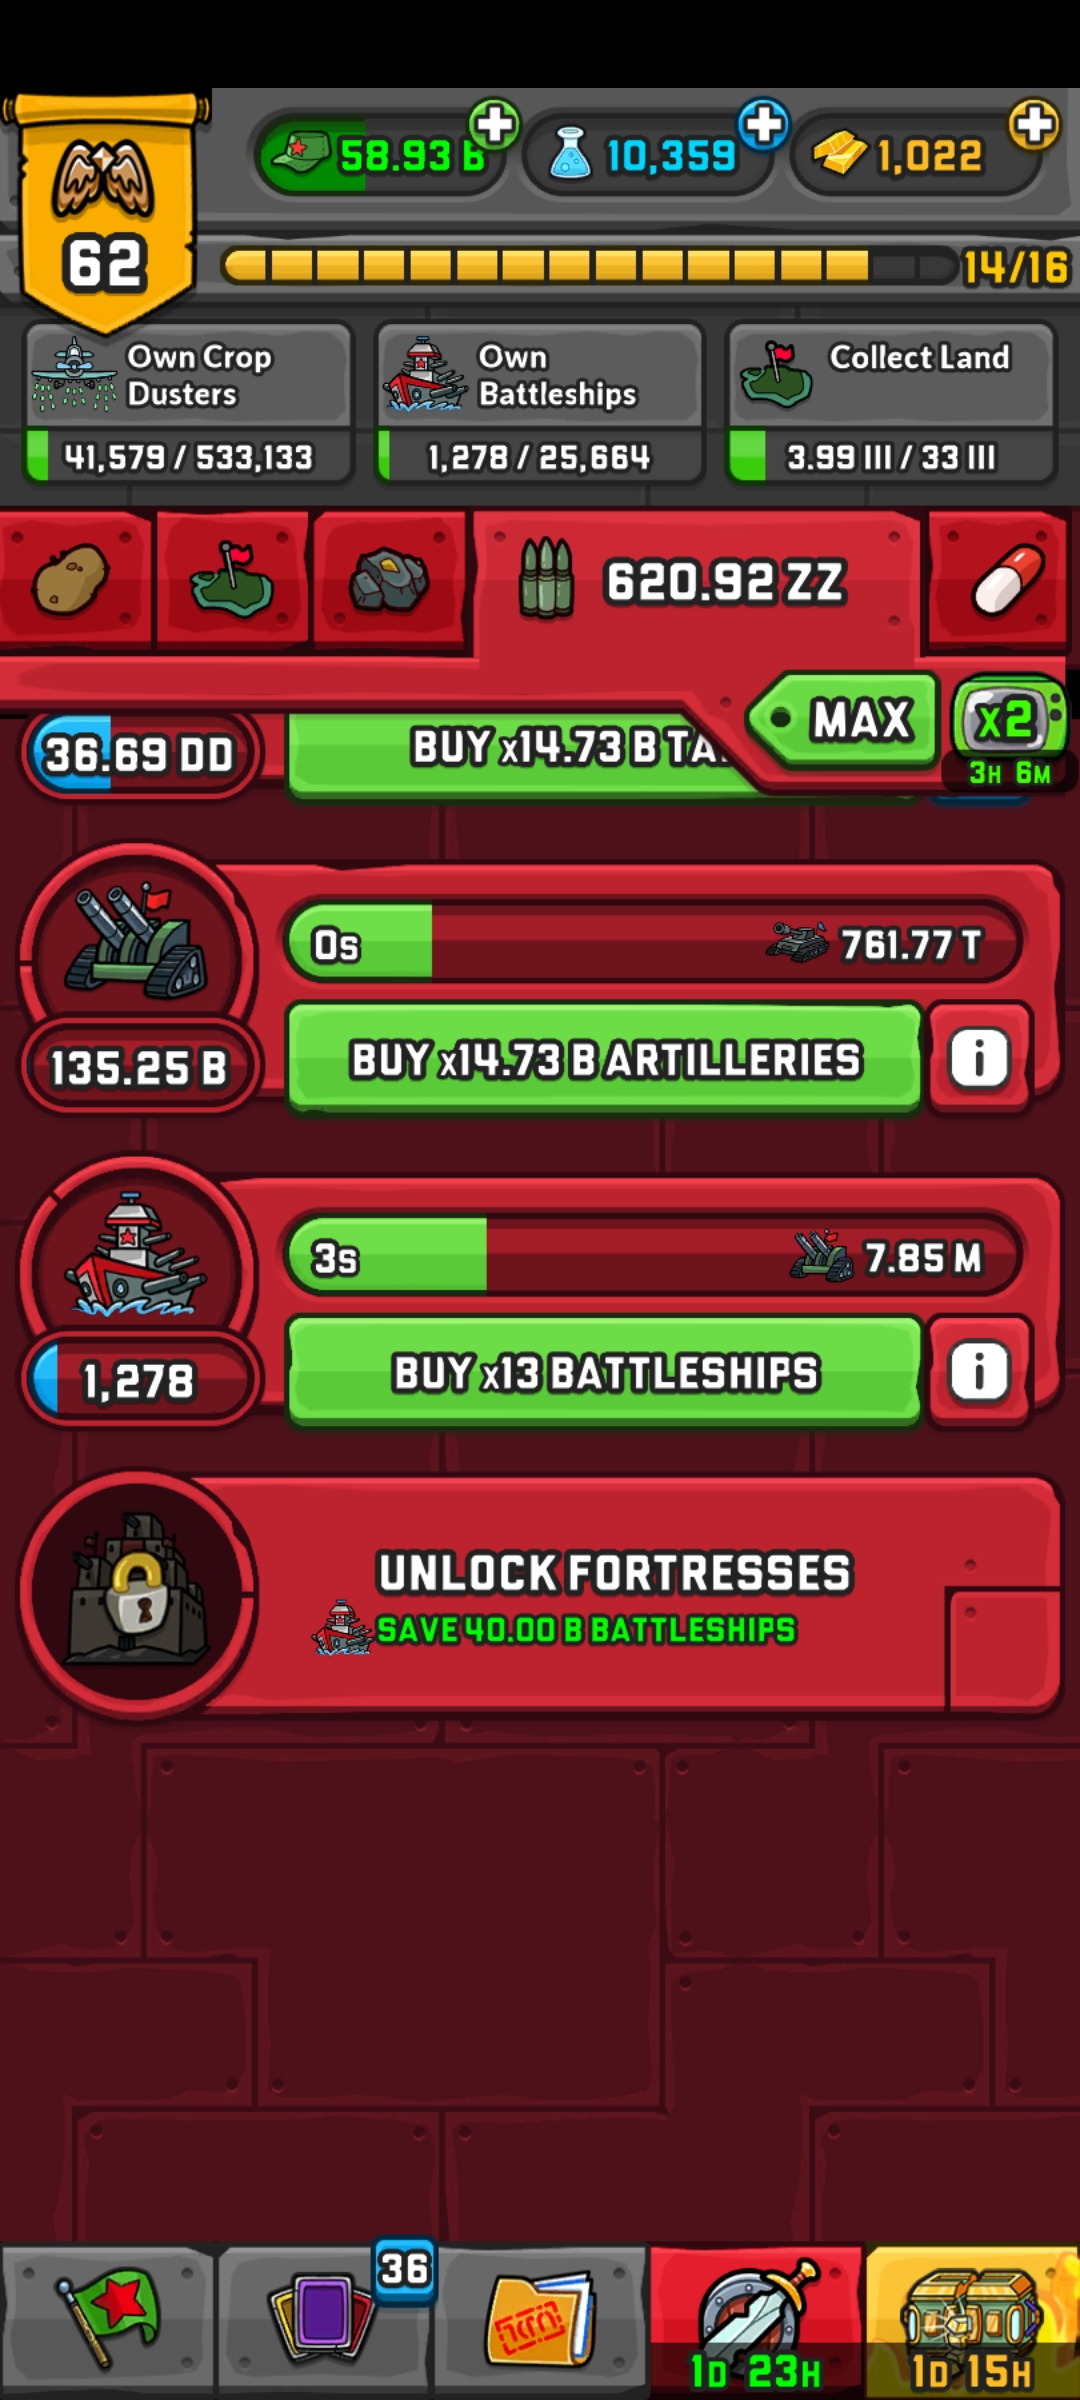 58.93 B
10,359
1,022
62
14/16
Own Crop
Dusters
41,579 / 533,133
Own
Battleships
1,278 / 25,664
Collect Land
3.99 III / 33 III
620.92 ZZ
MAX
x2
3H 6M
36.69 DD
BUY x14.73 B TA
0s
761.77 T
135.25 B
BUY x14.73 B ARTILLERIES
i
3s
7.85 M
1,278
BUY x13 BATTLESHIPS
i
UNLOCK FORTRESSES
SAVE 40.00 B BATTLESHIPS
36
1D 23H
1D 15H